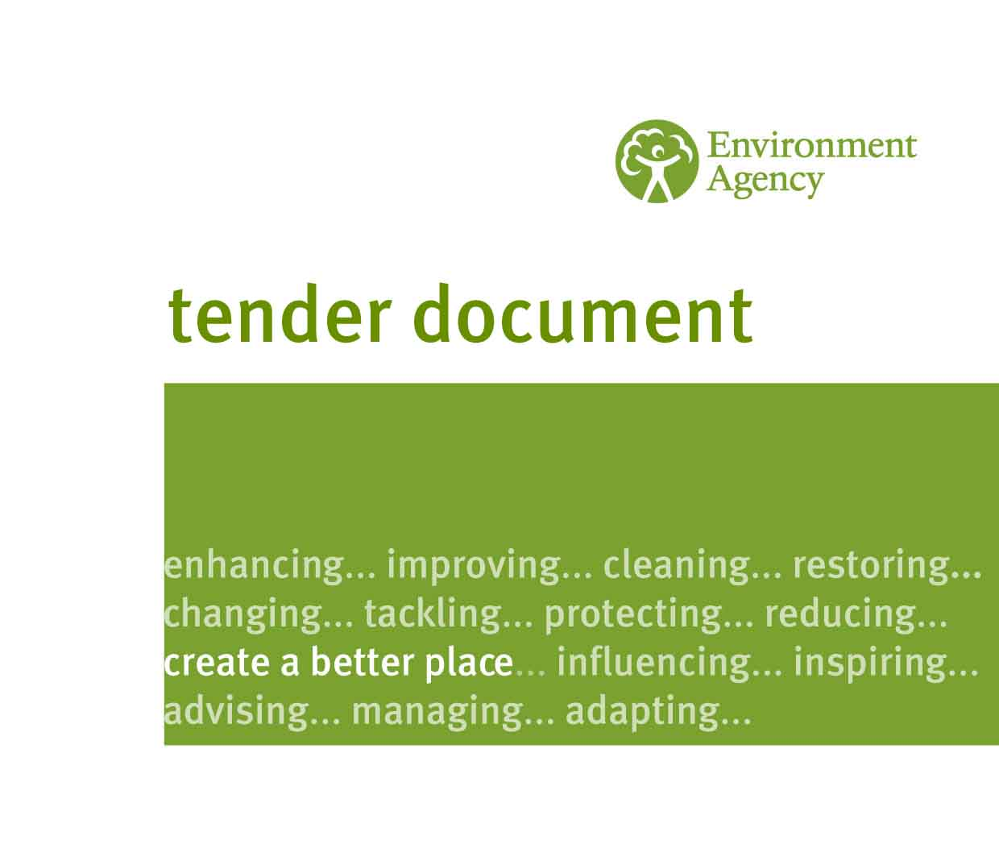 Environment
Agency
tender document
enhancing... improving... cleaning... restoring...
changing... tackling... protecting... reducing...
create a better place... influencing... inspiring...
advising... managing... adapting...